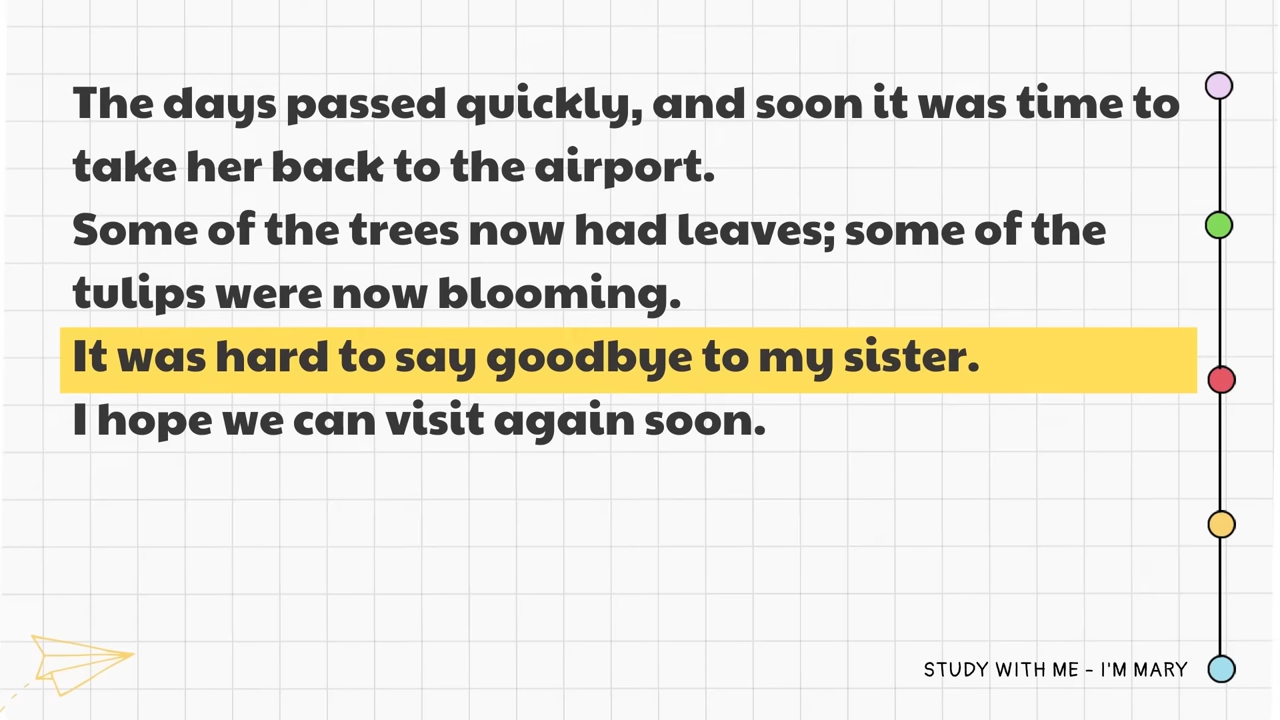 The days passed quickly, and soon it was time to
take her back to the airport.
Some of the trees now had leaves; some of the
tulips were now blooming.
It was hard to say goodbye to my sister.
I hope we can visit again soon.
STUDY WITH ME - I'M MARY